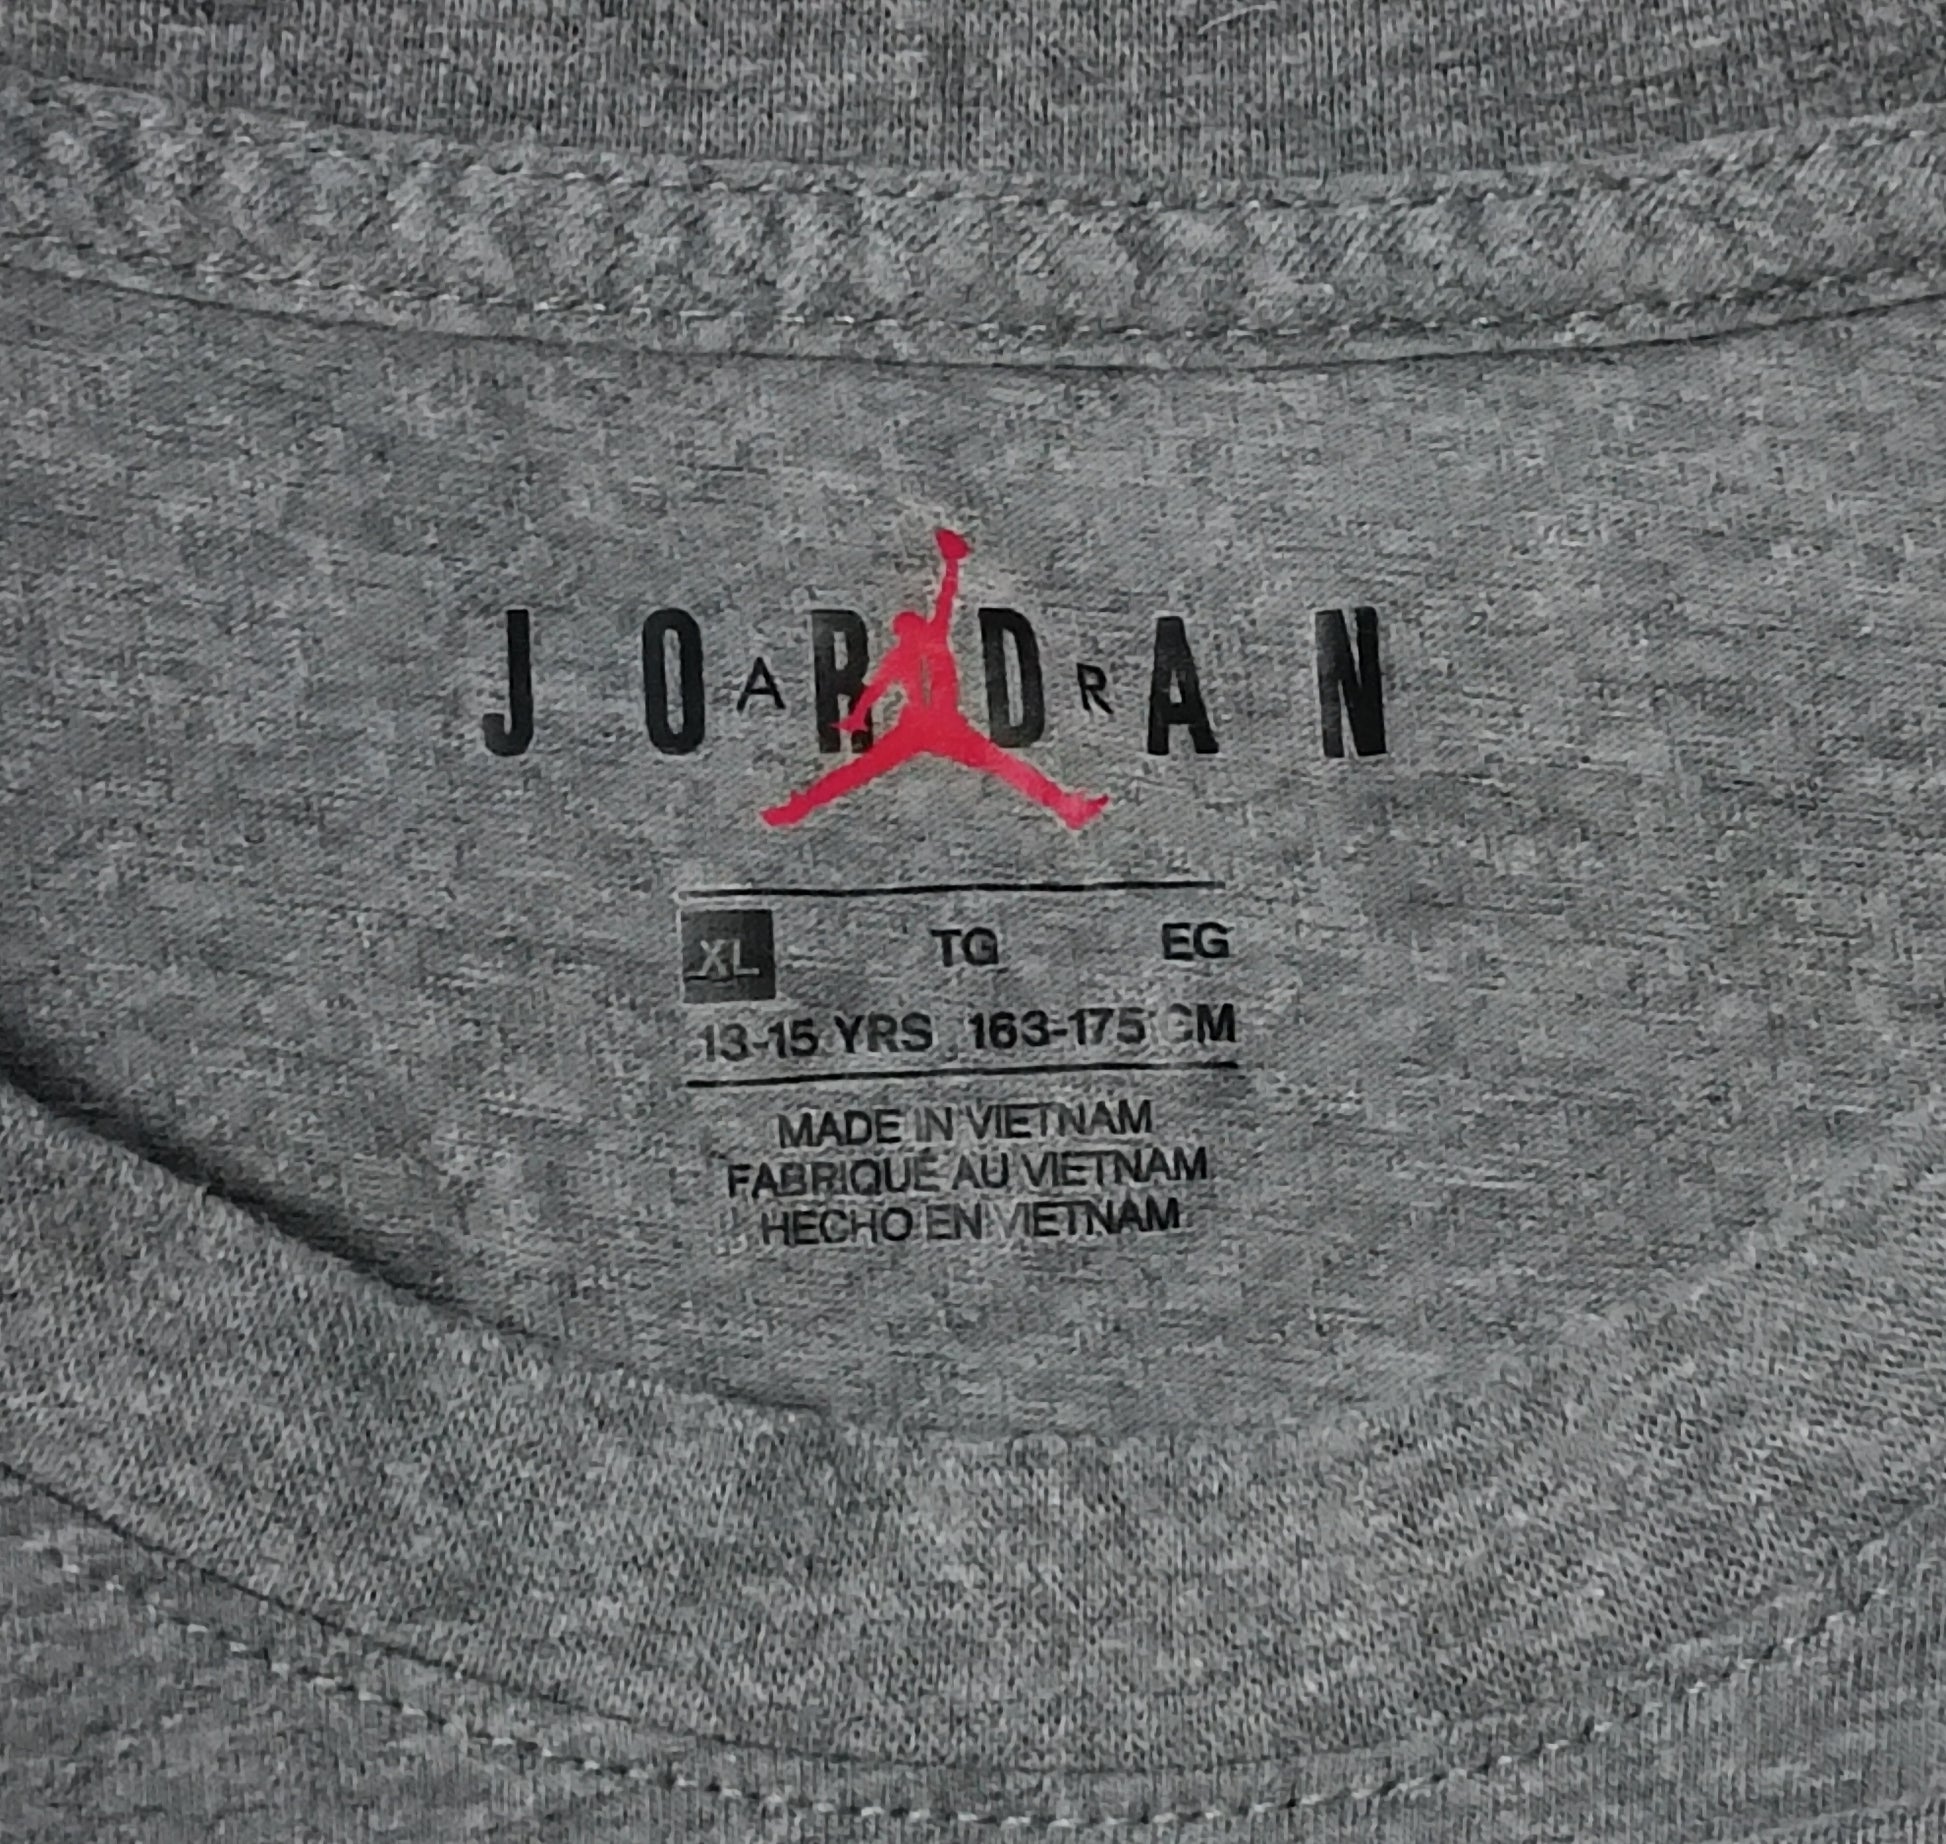 JORDAN
A R
XL TG EG
13-15 YRS 163-175 CM
MADE IN VIETNAM
FABRIQUÉ AU VIETNAM
HECHO EN VIETNAM